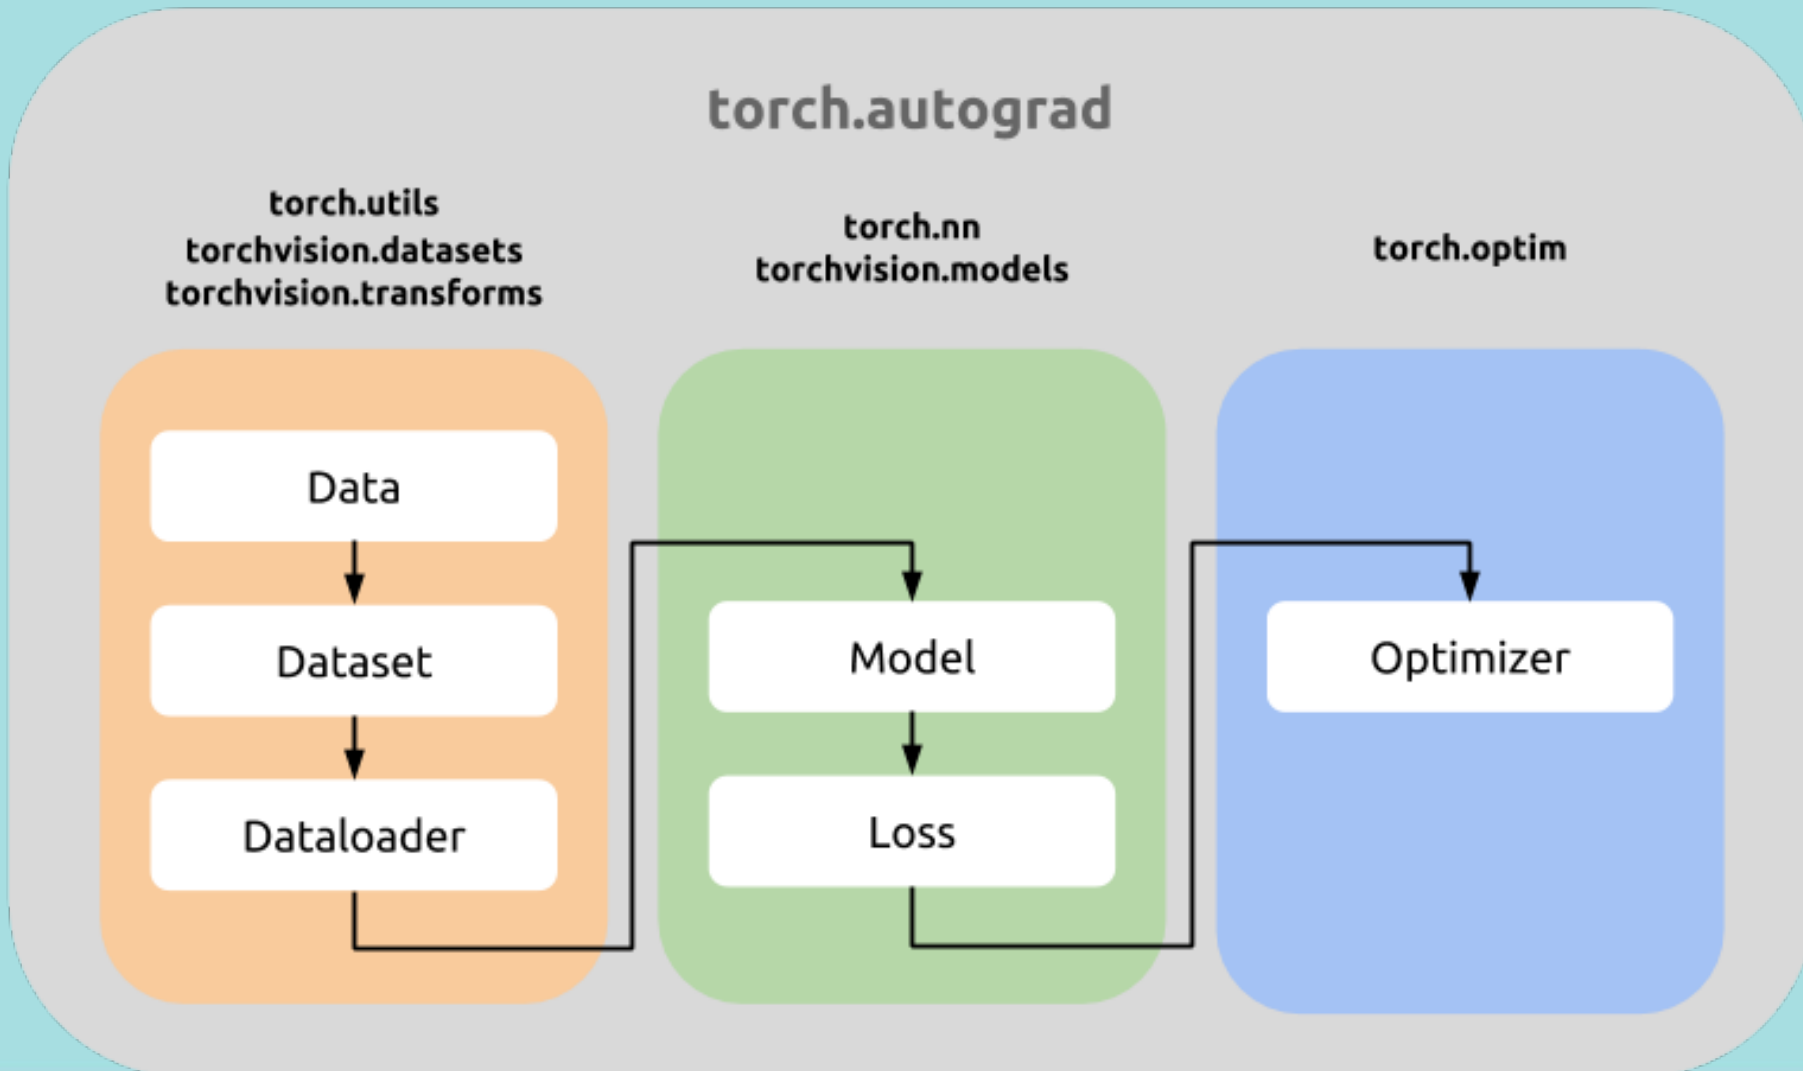 torch.autograd
torch.utils
torchvision.datasets
torchvision.transforms
torch.nn
torchvision.models
torch.optim
Data
Dataset
Dataloader
Model
Loss
Optimizer